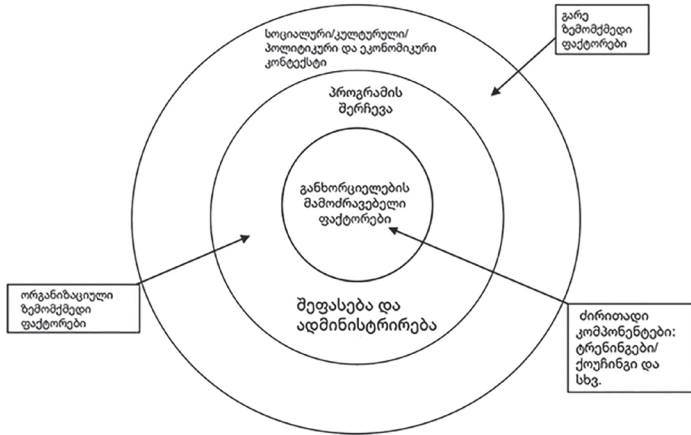 სოციალური/კულტურული/
პოლიტიკური და ეკონომიკური
კონტექსტი
გარე
ზემომქმედი
ფაქტორები
პროგრამის
შერჩევა
განხორციელების
მამოძრავებელი
ფაქტორები
ორგანიზაციული
ზემომქმედი
ფაქტორები
შეფასება და
ადმინისტრირება
ძირითადი
კომპონენტები:
ტრენინგები/
ქოუჩინგი და
სხვ.